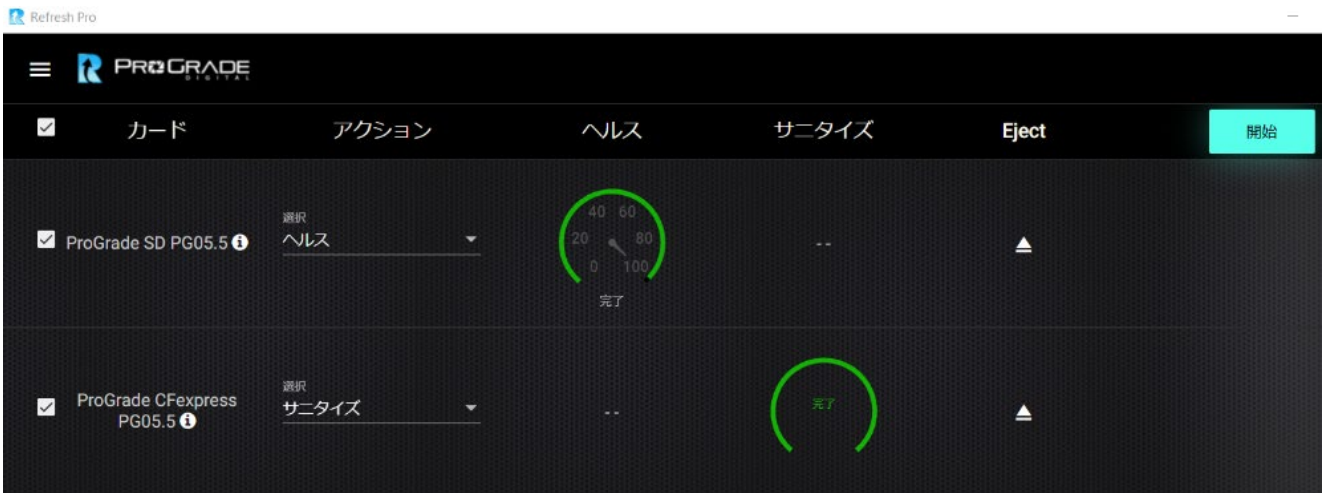 Refresh Pro
PROGRADE
DIGITAL
カード アクション ヘルス サニタイズ Eject 開始
選択
ProGrade SD PG05.5 ヘルス -- 
0 20 40 60 80 100
完了
選択
ProGrade CFexpress
PG05.5
サニタイズ -- 完了